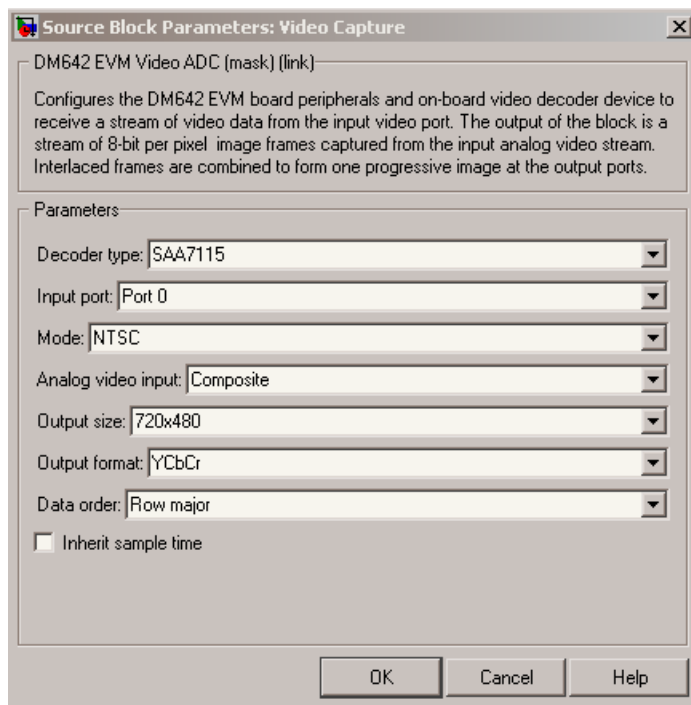 Source Block Parameters: Video Capture
DM642 EVM Video ADC (mask) (link)
Configures the DM642 EVM board peripherals and on-board video decoder device to
receive a stream of video data from the input video port. The output of the block is a
stream of 8-bit per pixel  image frames captured from the input analog video stream.
Interlaced frames are combined to form one progressive image at the output ports.
Parameters
Decoder type: SAA7115
Input port: Port 0
Mode: NTSC
Analog video input: Composite
Output size: 720x480
Output format: YCbCr
Data order: Row major
Inherit sample time
OK Cancel Help